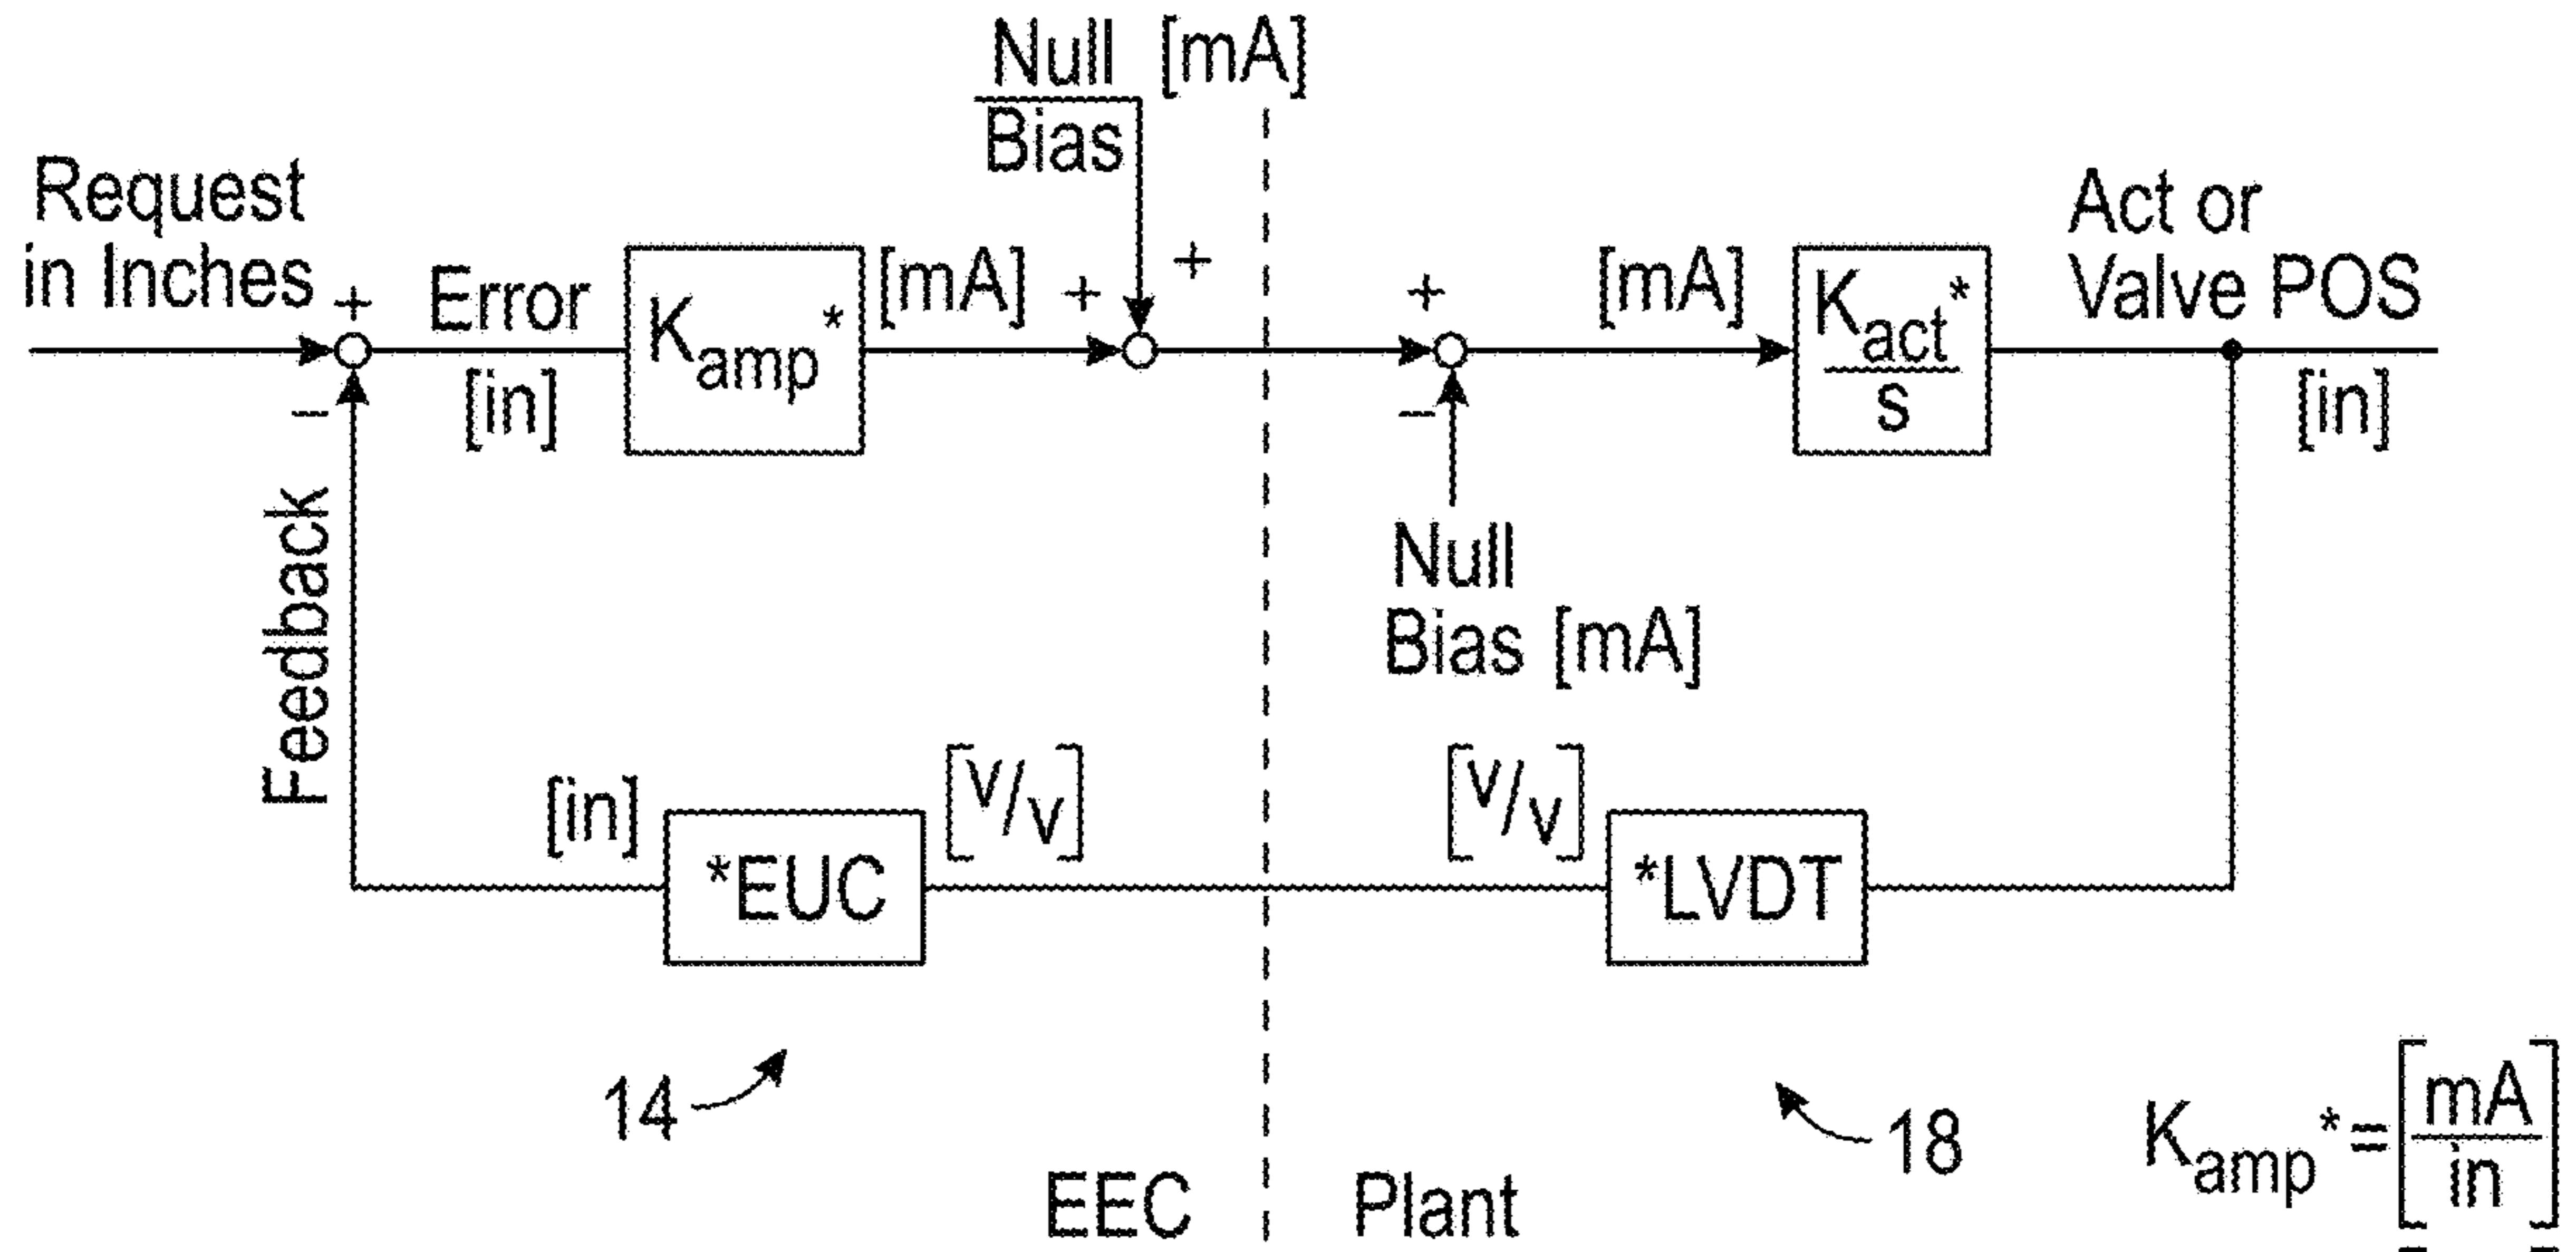 Null [mA]
Bias
Request
in Inches
+
Error
[in]
−
Kamp*
[mA]
+
+
+
−
Null
Bias [mA]
[mA]
Kact*
s
Act or
Valve POS
[in]
Feedback
[in]
*EUC
[v/v]
[v/v]
*LVDT
14
18
EEC
Plant
Kamp* = [mA
in]